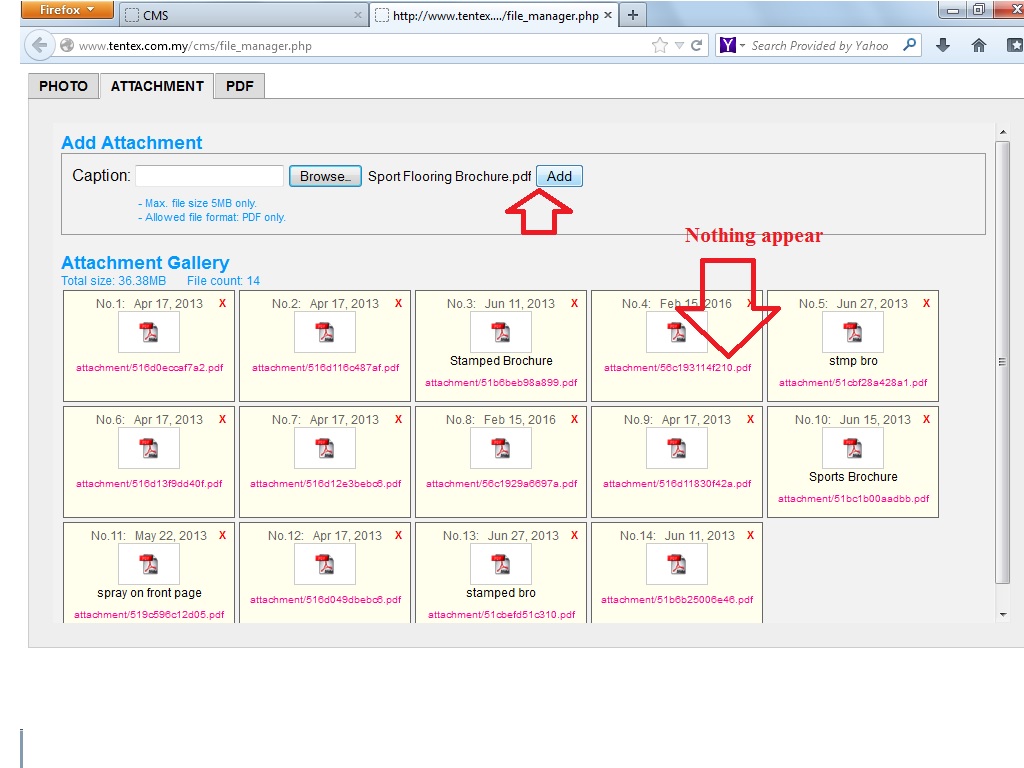 Firefox
CMS
http://www.tentex..../file_manager.php
www.tentex.com.my/cms/file_manager.php
Search Provided by Yahoo
PHOTO ATTACHMENT PDF
Add Attachment
Caption: Browse.. Sport Flooring Brochure.pdf Add
- Max. file size 5MB only.
- Allowed file format: PDF only.
Nothing appear
Attachment Gallery
Total size: 36.38MB File count: 14
No.1: Apr 17, 2013 X
attachment/516d0eccaf7a2.pdf
No.2: Apr 17, 2013 X
attachment/516d116c487af.pdf
No.3: Jun 11, 2013 X
Stamped Brochure
attachment/51b6beb98a899.pdf
No.4: Feb 15, 2016 X
attachment/56c193114f210.pdf
No.5: Jun 27, 2013 X
stmp bro
attachment/51cbf28a428a1.pdf
No.6: Apr 17, 2013 X
attachment/516d13f9dd40f.pdf
No.7: Apr 17, 2013 X
attachment/516d12e3bebc6.pdf
No.8: Feb 15, 2016 X
attachment/56c1929a6697a.pdf
No.9: Apr 17, 2013 X
attachment/516d11830f42a.pdf
No.10: Jun 15, 2013 X
Sports Brochure
attachment/51bc1b00aadbb.pdf
No.11: May 22, 2013 X
spray on front page
attachment/519c596c12d05.pdf
No.12: Apr 17, 2013 X
attachment/516d049dbebc6.pdf
No.13: Jun 27, 2013 X
stamped bro
attachment/51cbefd51c310.pdf
No.14: Jun 11, 2013 X
attachment/51b6b25006e46.pdf